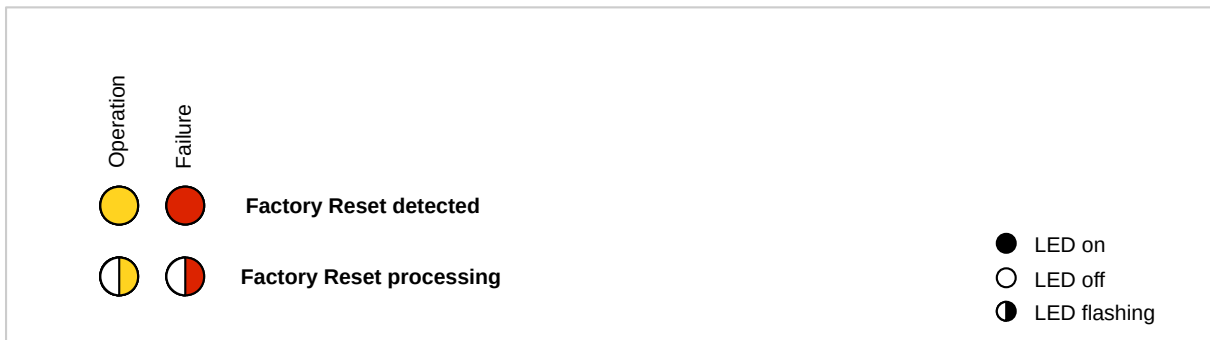 Operation
Failure
Factory Reset detected
Factory Reset processing
LED on
LED off
LED flashing